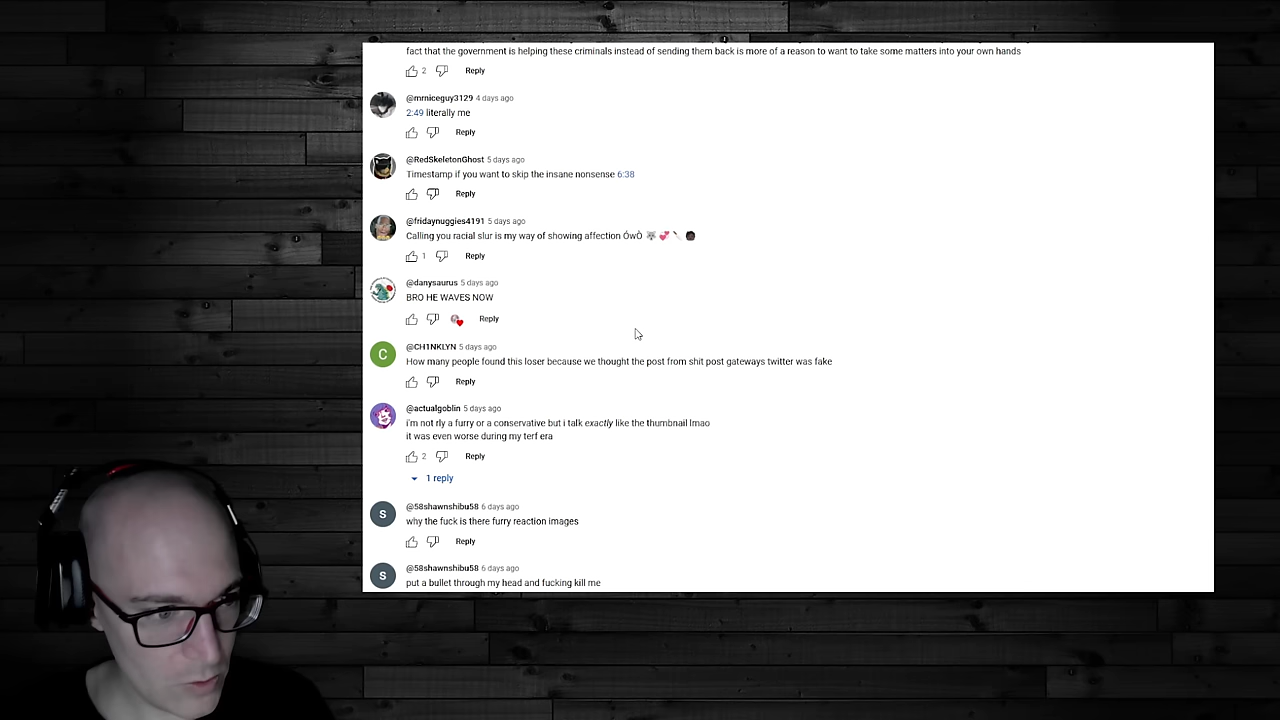 fact that the government is helping these criminals instead of sending them back is more of a reason to want to take some matters into your own hands
2 Reply
@mrniceguy3129 4 days ago
2:49 literally me
Reply
@RedSkeletonGhost 5 days ago
Timestamp if you want to skip the insane nonsense 6:38
Reply
@fridaynuggies4191 5 days ago
Calling you racial slur is my way of showing affection ÓwÒ
1 Reply
@danysaurus 5 days ago
BRO HE WAVES NOW
Reply
C
@CH1NKLYN 5 days ago
How many people found this loser because we thought the post from shit post gateways twitter was fake
Reply
@actualgoblin 5 days ago
i'm not rly a furry or a conservative but i talk exactly like the thumbnail lmao
it was even worse during my terf era
2 Reply
1 reply
S
@58shawnshibu58 6 days ago
why the fuck is there furry reaction images
Reply
S
@58shawnshibu58 6 days ago
put a bullet through my head and fucking kill me